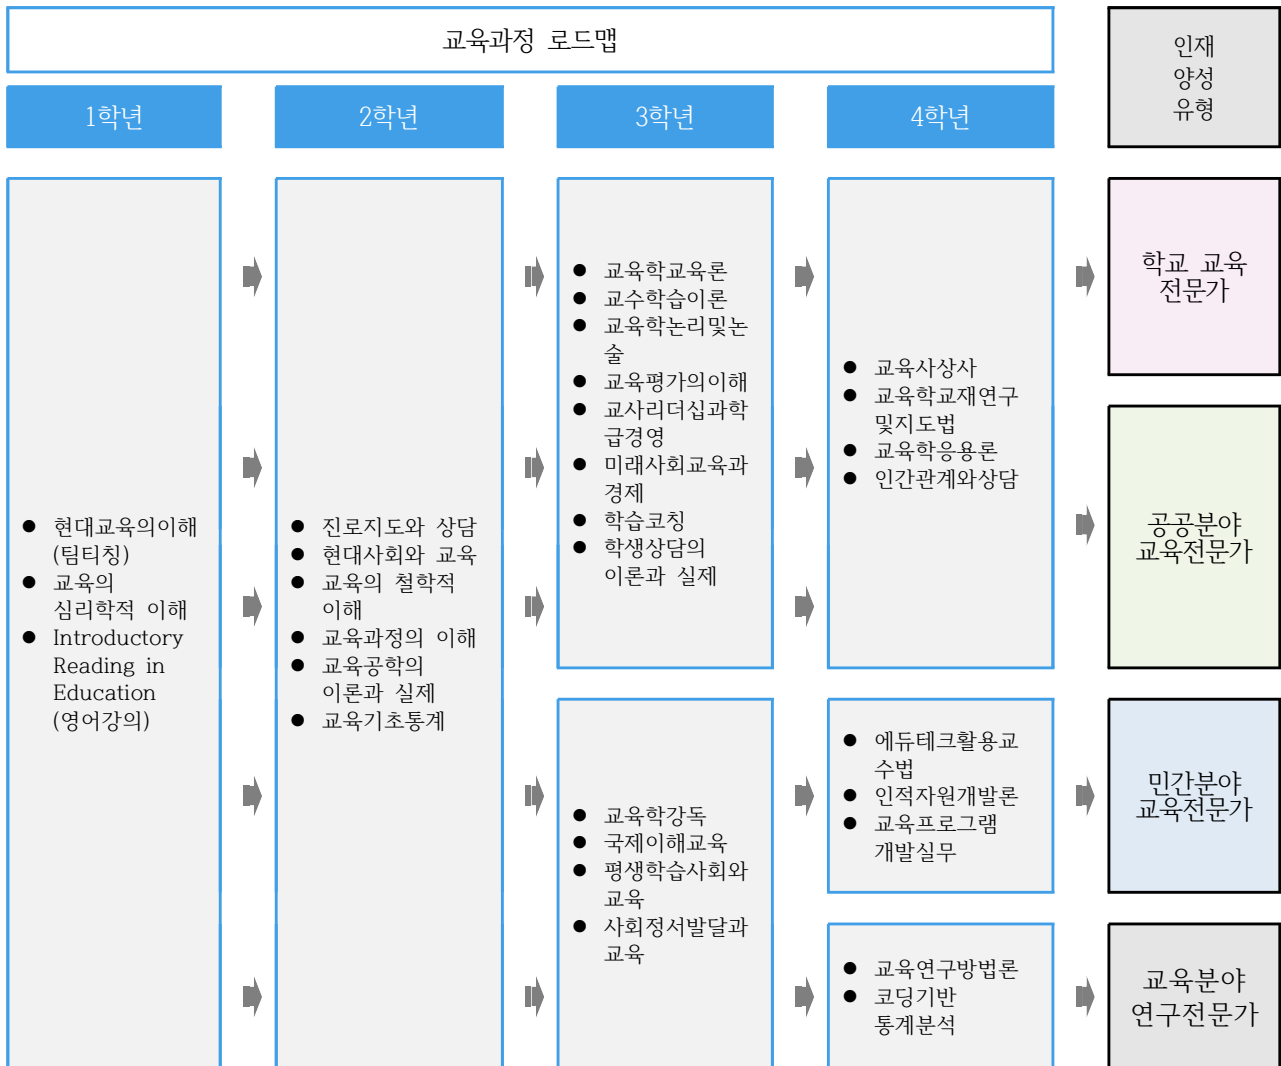 교육과정 로드맵
인재
양성
유형
1학년
2학년
3학년
4학년
● 현대교육의이해
(팀티칭)
● 교육의
심리학적 이해
● Introductory
Reading in
Education
(영어강의)
● 진로지도와 상담
● 현대사회와 교육
● 교육의 철학적
이해
● 교육과정의 이해
● 교육공학의
이론과 실제
● 교육기초통계
● 교육학교육론
● 교수학습이론
● 교육학논리및논
술
● 교육평가의이해
● 교사리더십과학
급경영
● 미래사회교육과
경제
● 학습코칭
● 학생상담의
이론과 실제
● 교육학강독
● 국제이해교육
● 평생학습사회와
교육
● 사회정서발달과
교육
● 교육사상사
● 교육학교재연구
및지도법
● 교육학응용론
● 인간관계와상담
● 에듀테크활용교
수법
● 인적자원개발론
● 교육프로그램
개발실무
● 교육연구방법론
● 코딩기반
통계분석
학교 교육
전문가
공공분야
교육전문가
민간분야
교육전문가
교육분야
연구전문가